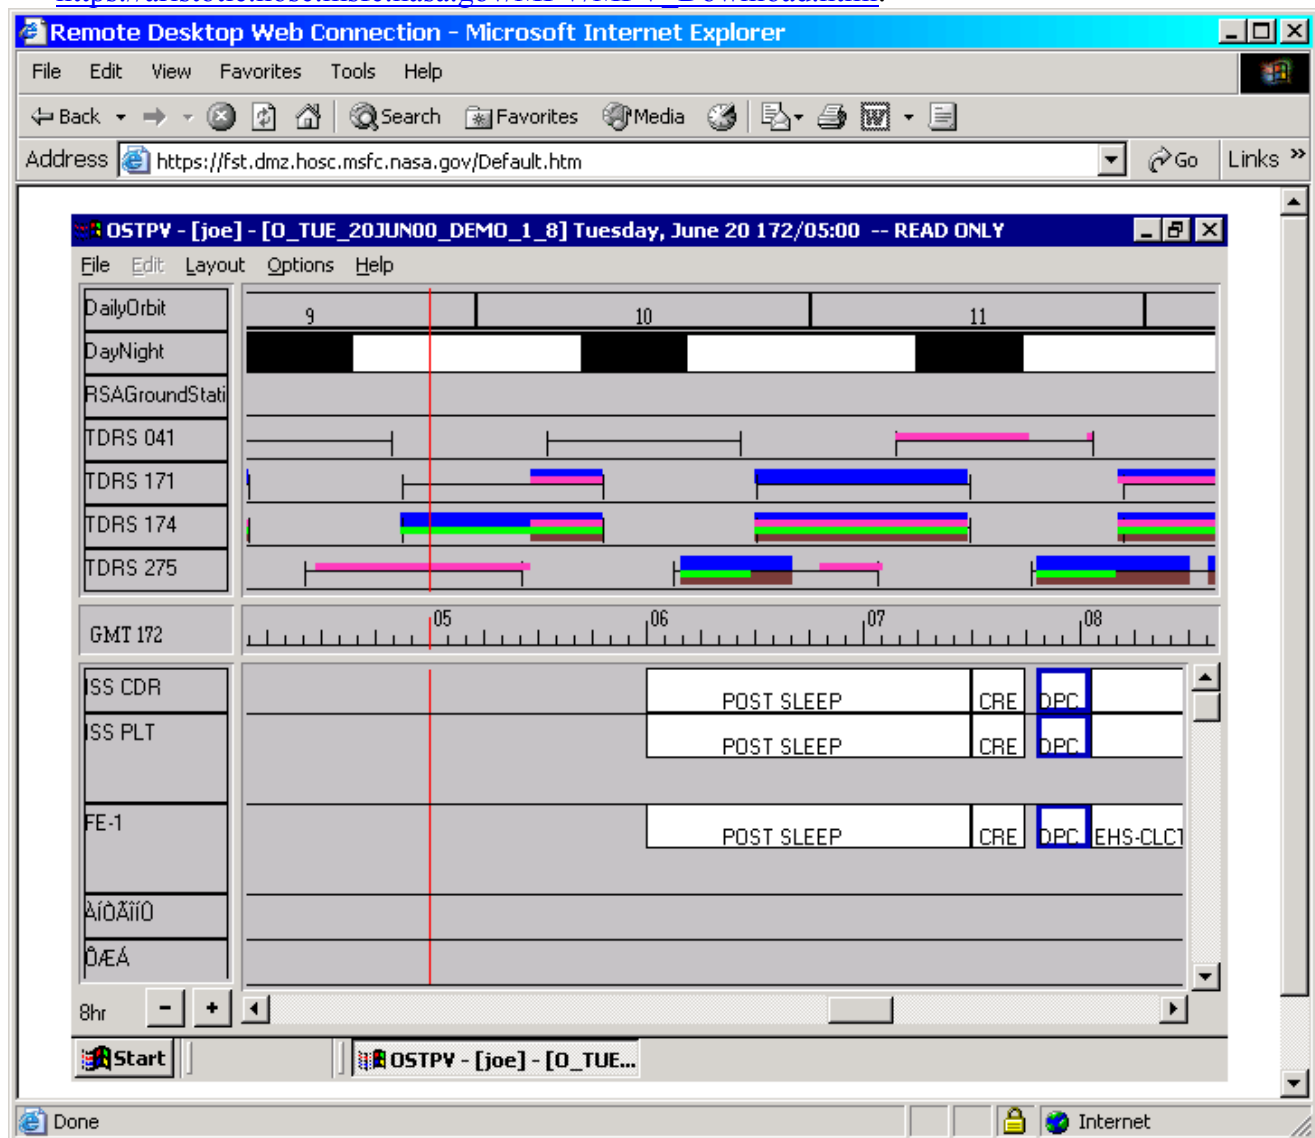 Remote Desktop Web Connection - Microsoft Internet Explorer
File Edit View Favorites Tools Help
Back Search Favorites Media
Address https://fst.dmz.hosc.msfc.nasa.gov/Default.htm Go Links »
OSTPV - [joe] - [O_TUE_20JUN00_DEMO_1_8] Tuesday, June 20 172/05:00 -- READ ONLY
File Edit Layout Options Help
DailyOrbit 9 10 11
DayNight
RSAGroundStati
TDRS 041
TDRS 171
TDRS 174
TDRS 275
GMT 172 05 06 07 08
ISS CDR POST SLEEP CRE DPC
ISS PLT POST SLEEP CRE DPC
FE-1 POST SLEEP CRE DPC EHS-CLCT
ÔÆÁ
8hr - +
Start OSTPV - [joe] - [O_TUE...
Done Internet